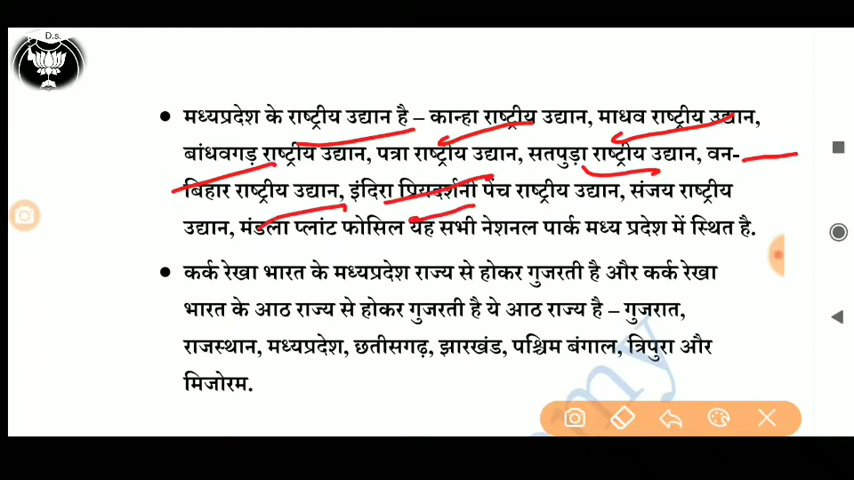 D.s.
मध्यप्रदेश के राष्ट्रीय उद्यान है – कान्हा राष्ट्रीय उद्यान, माधव राष्ट्रीय उद्यान,
बांधवगड़ राष्ट्रीय उद्यान, पत्रा राष्ट्रीय उद्यान, सतपुड़ा राष्ट्रीय उद्यान, वन-
बिहार राष्ट्रीय उद्यान, इंदिरा प्रियदर्शनी पेंच राष्ट्रीय उद्यान, संजय राष्ट्रीय
उद्यान, मंडला प्लांट फोसिल यह सभी नेशनल पार्क मध्य प्रदेश में स्थित है.
कर्क रेखा भारत के मध्यप्रदेश राज्य से होकर गुजरती है और कर्क रेखा
भारत के आठ राज्य से होकर गुजरती है ये आठ राज्य है – गुजरात,
राजस्थान, मध्यप्रदेश, छतीसगढ़, झारखंड, पश्चिम बंगाल, त्रिपुरा और
मिजोरम.